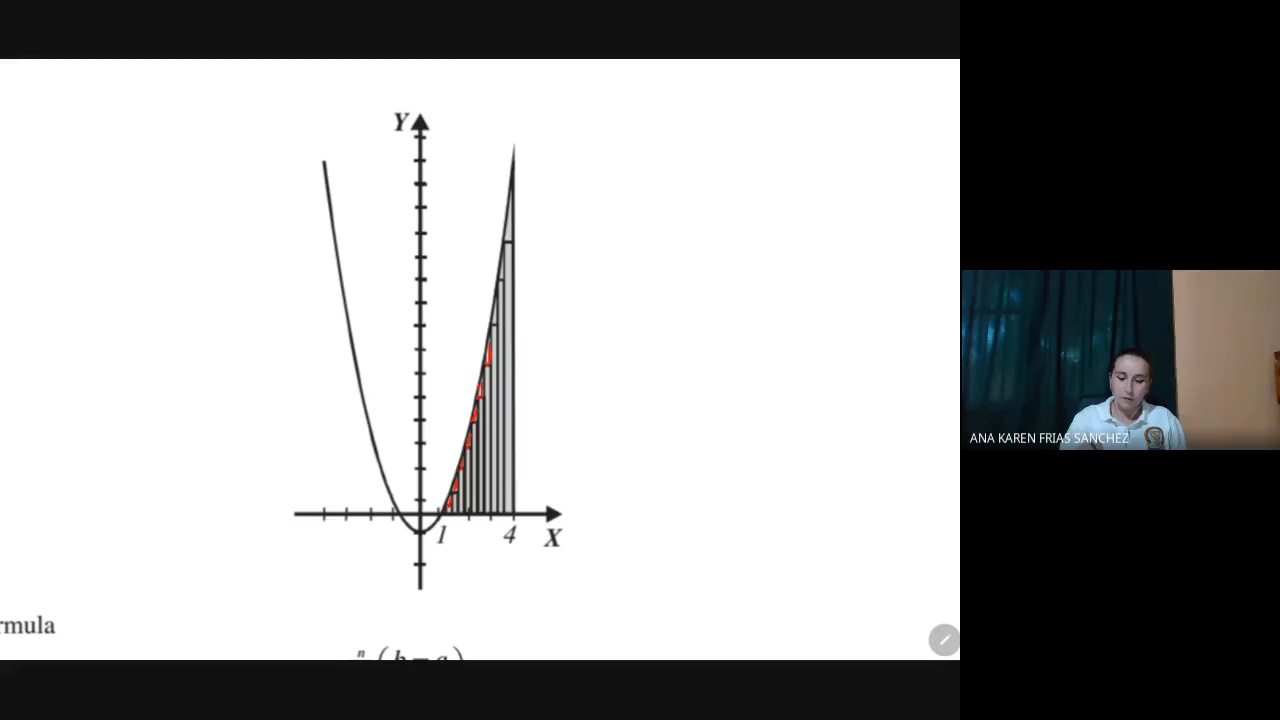 Y
1 4 X
rmula
n
(b - a)
ANA KAREN FRIAS SANCHEZ